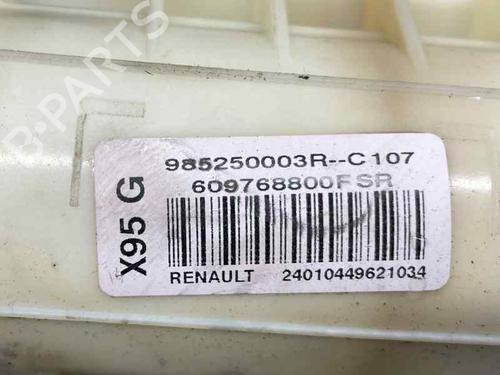 B-PARTS
985250003R--C107
609768800FSR
X95 G
RENAULT 24010449621034